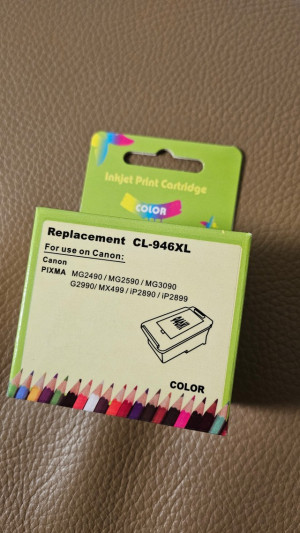 Inkjet Print Cartridge
COLOR
Replacement CL-946XL
For use on Canon:
Canon
PIXMA MG2490 / MG2590 / MG3090
G2990/ MX499 / iP2890 / iP2899
COLOR